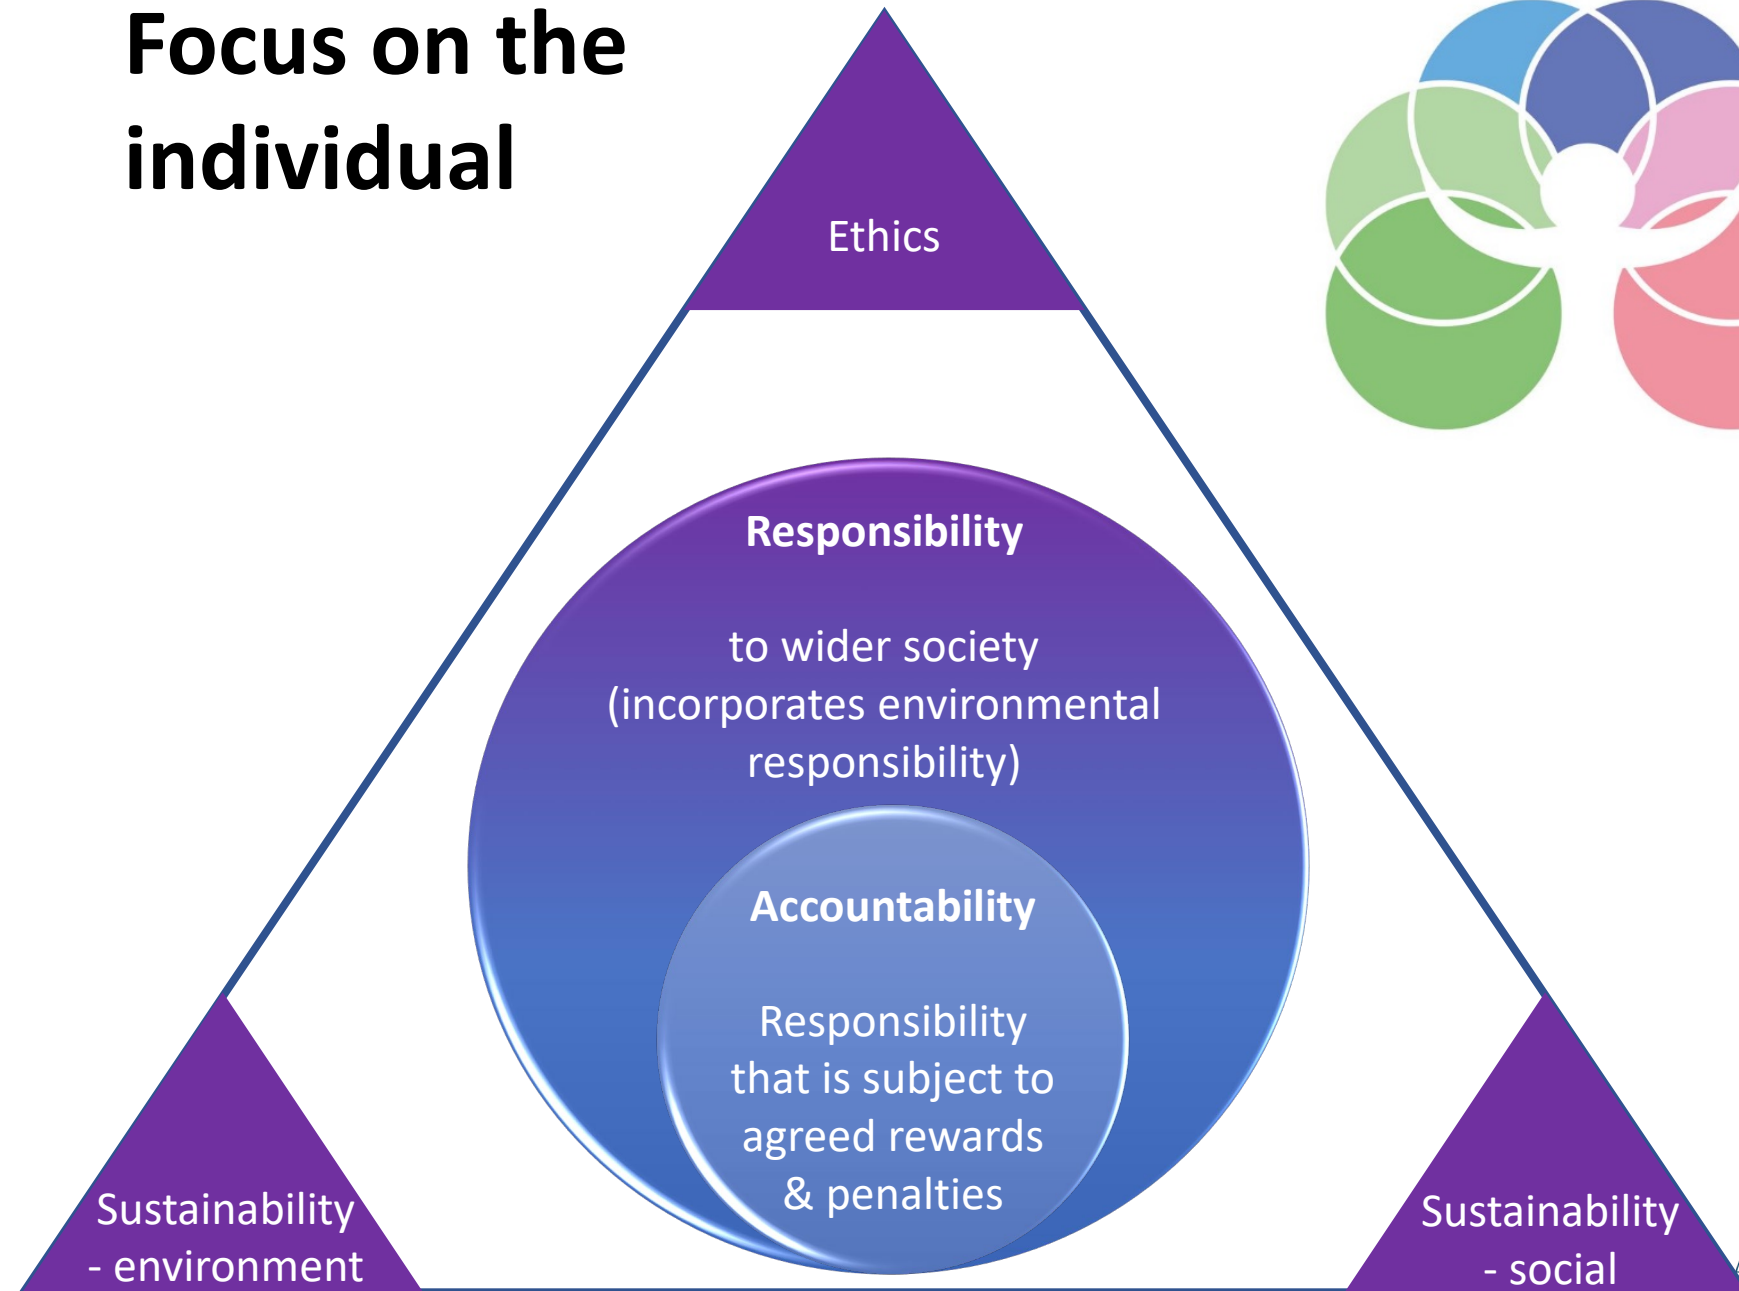 Focus on the
individual
Ethics
Responsibility
to wider society
(incorporates environmental
responsibility)
Accountability
Responsibility
that is subject to
agreed rewards
& penalties
Sustainability
- environment
Sustainability
- social